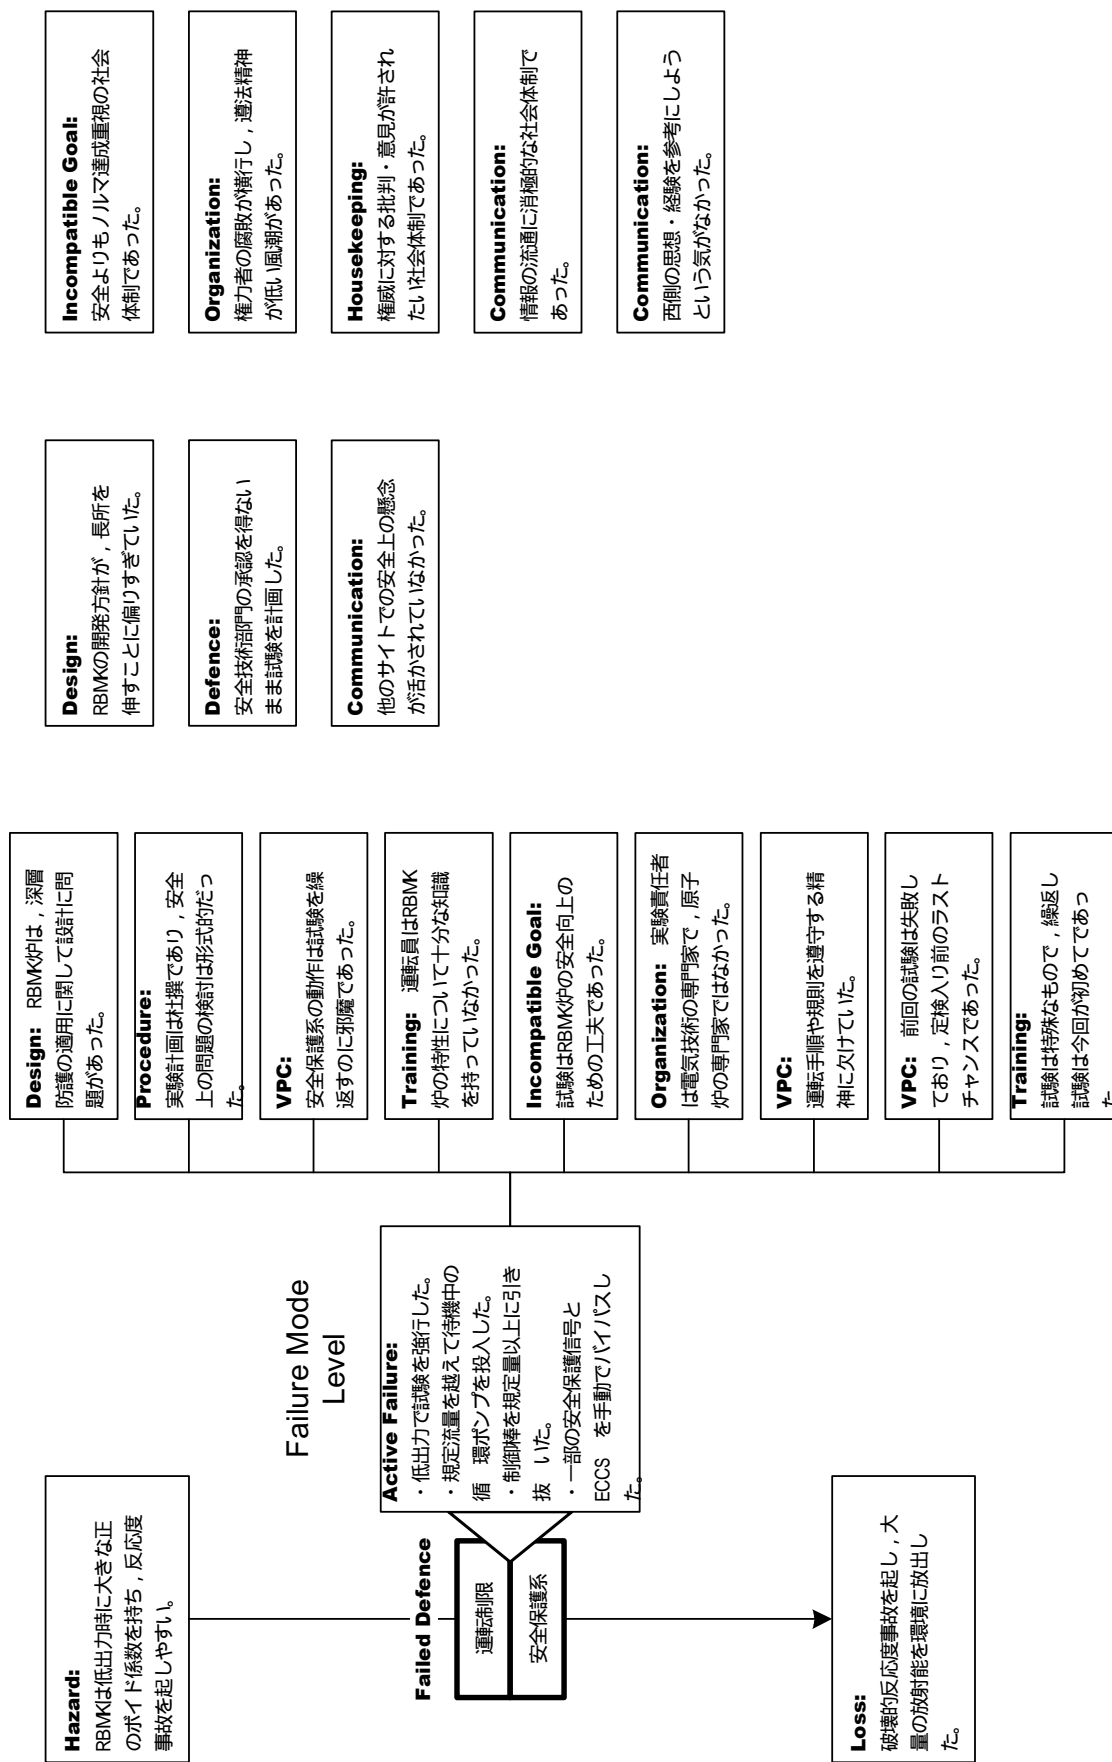 Hazard:
RBMKは低出力時に大きな正
のボイド係数を持ち，反応度
事故を起しやすい。
Failed Defence
運転制限
安全保護系
Loss:
破壊的反応度事故を起し，大
量の放射能を環境に放出し
た。
Failure Mode
Level
Active Failure:
・低出力で試験を強行した。
・規定流量を越えて待機中の
循 環ポンプを投入した。
・制御棒を規定量以上に引き
抜 いた。
・一部の安全保護信号と
ECCS を手動でバイパスし
た。
Design: RBMK炉は，深層
防護の適用に関して設計に問
題があった。
Procedure:
実験計画は杜撰であり，安全
上の問題の検討は形式的だっ
た。
VPC:
安全保護系の動作は試験を繰
返すのに邪魔であった。
Training: 運転員はRBMK
炉の特性について十分な知識
を持っていなかった。
Incompatible Goal:
試験はRBMK炉の安全向上の
ための工夫であった。
Organization: 実験責任者
は電気技術の専門家で，原子
炉の専門家ではなかった。
VPC:
運転手順や規則を遵守する精
神に欠けていた。
VPC: 前回の試験は失敗し
ており，定検入り前のラスト
チャンスであった。
Training:
試験は特殊なもので，繰返し
試験は今回が初めてであっ
た
Design:
RBMKの開発方針が，長所を
伸すことに偏りすぎていた。
Defence:
安全技術部門の承認を得ない
まま試験を計画した。
Communication:
他のサイトでの安全上の懸念
が活かされていなかった。
Incompatible Goal:
安全よりもノルマ達成重視の社会
体制であった。
Organization:
権力者の腐敗が横行し，遵法精神
が低い風潮があった。
Housekeeping:
権威に対する批判・意見が許され
たい社会体制であった。
Communication:
情報の流通に消極的な社会体制で
あった。
Communication:
西側の思想・経験を参考にしよう
という気がなかった。